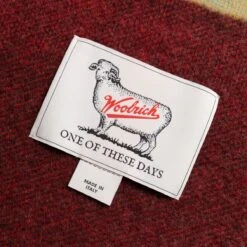 Woolrich
ONE OF THESE DAYS
MADE IN
ITALY